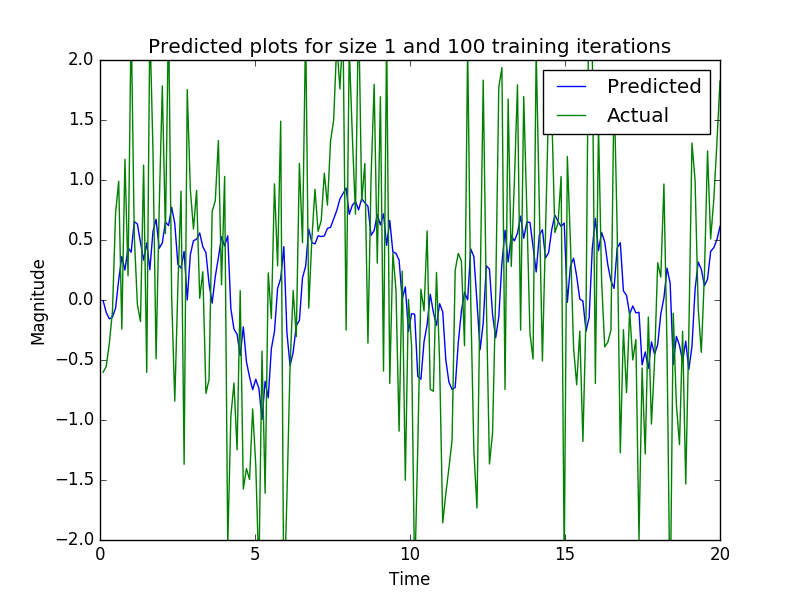 Predicted plots for size 1 and 100 training iterations
Predicted
Actual
2.0
1.5
1.0
0.5
0.0
−0.5
−1.0
−1.5
−2.0
Magnitude
0
5
10
15
20
Time